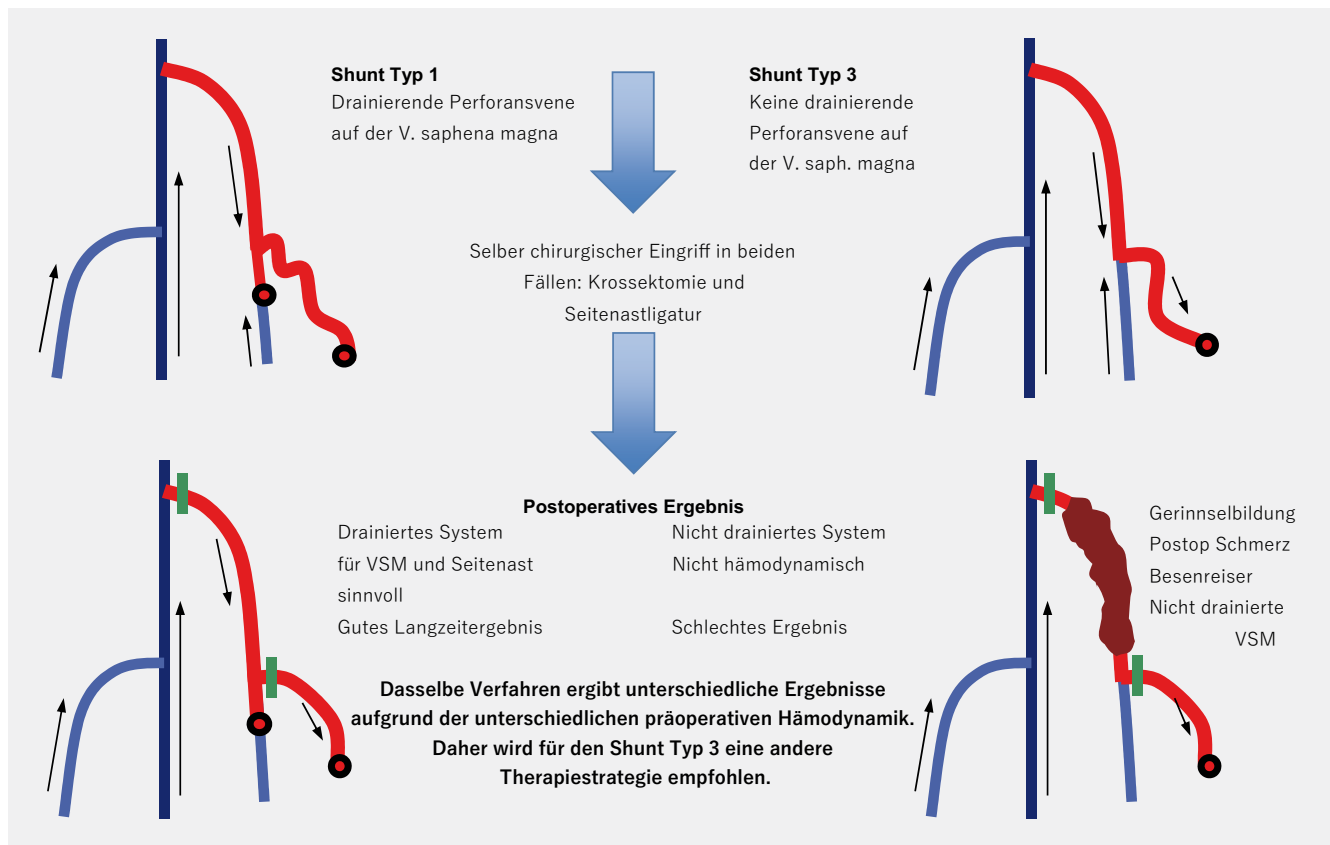 Shunt Typ 1
Drainierende Perforansvene
auf der V. saphena magna
Shunt Typ 3
Keine drainierende
Perforansvene auf
der V. saph. magna
Selber chirurgischer Eingriff in beiden
Fällen: Krossektomie und
Seitenastligatur
Postoperatives Ergebnis
Drainiertes System
für VSM und Seitenast
sinnvoll
Gutes Langzeitergebnis
Nicht drainiertes System
Nicht hämodynamisch
Schlechtes Ergebnis
Gerinnselbildung
Postop Schmerz
Besenreiser
Nicht drainierte
VSM
Dasselbe Verfahren ergibt unterschiedliche Ergebnisse
aufgrund der unterschiedlichen präoperativen Hämodynamik.
Daher wird für den Shunt Typ 3 eine andere
Therapiestrategie empfohlen.